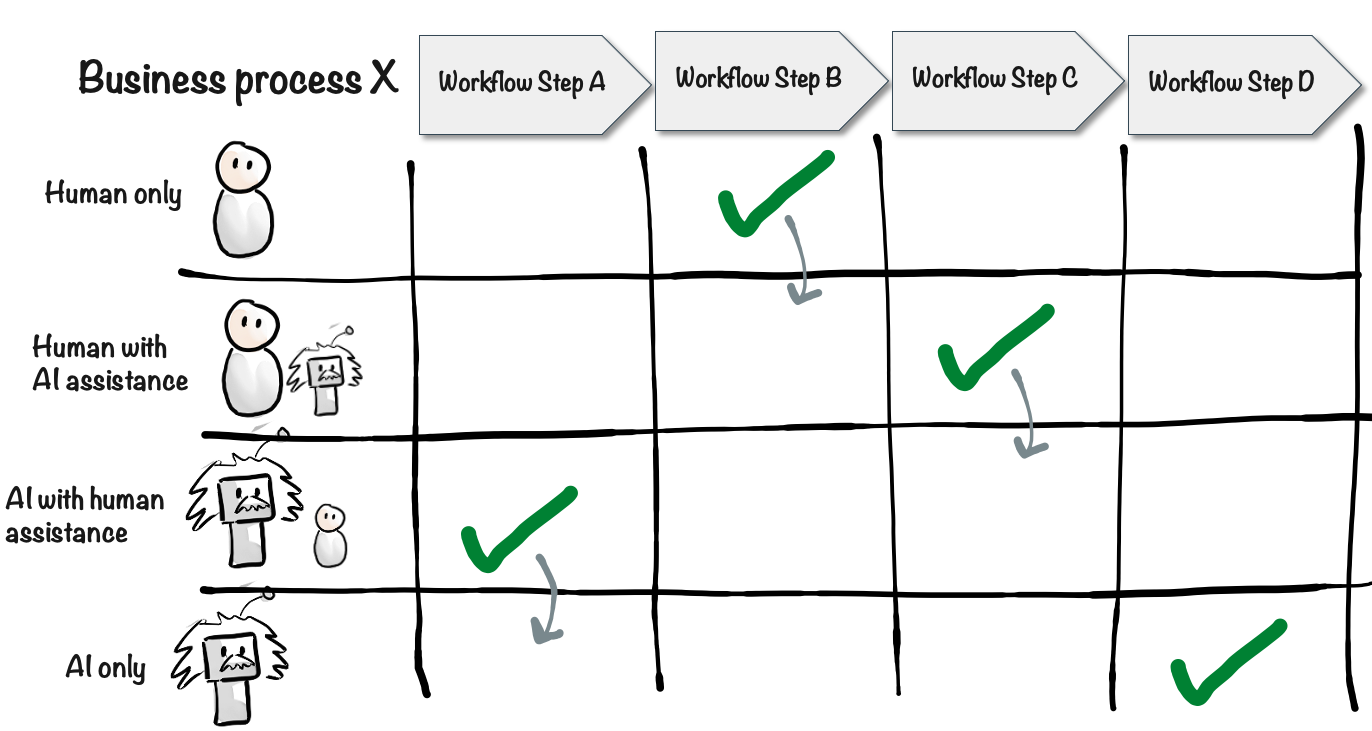 Business process X
Workflow Step A
Workflow Step B
Workflow Step C
Workflow Step D
Human only
Human with
AI assistance
AI with human
assistance
AI only